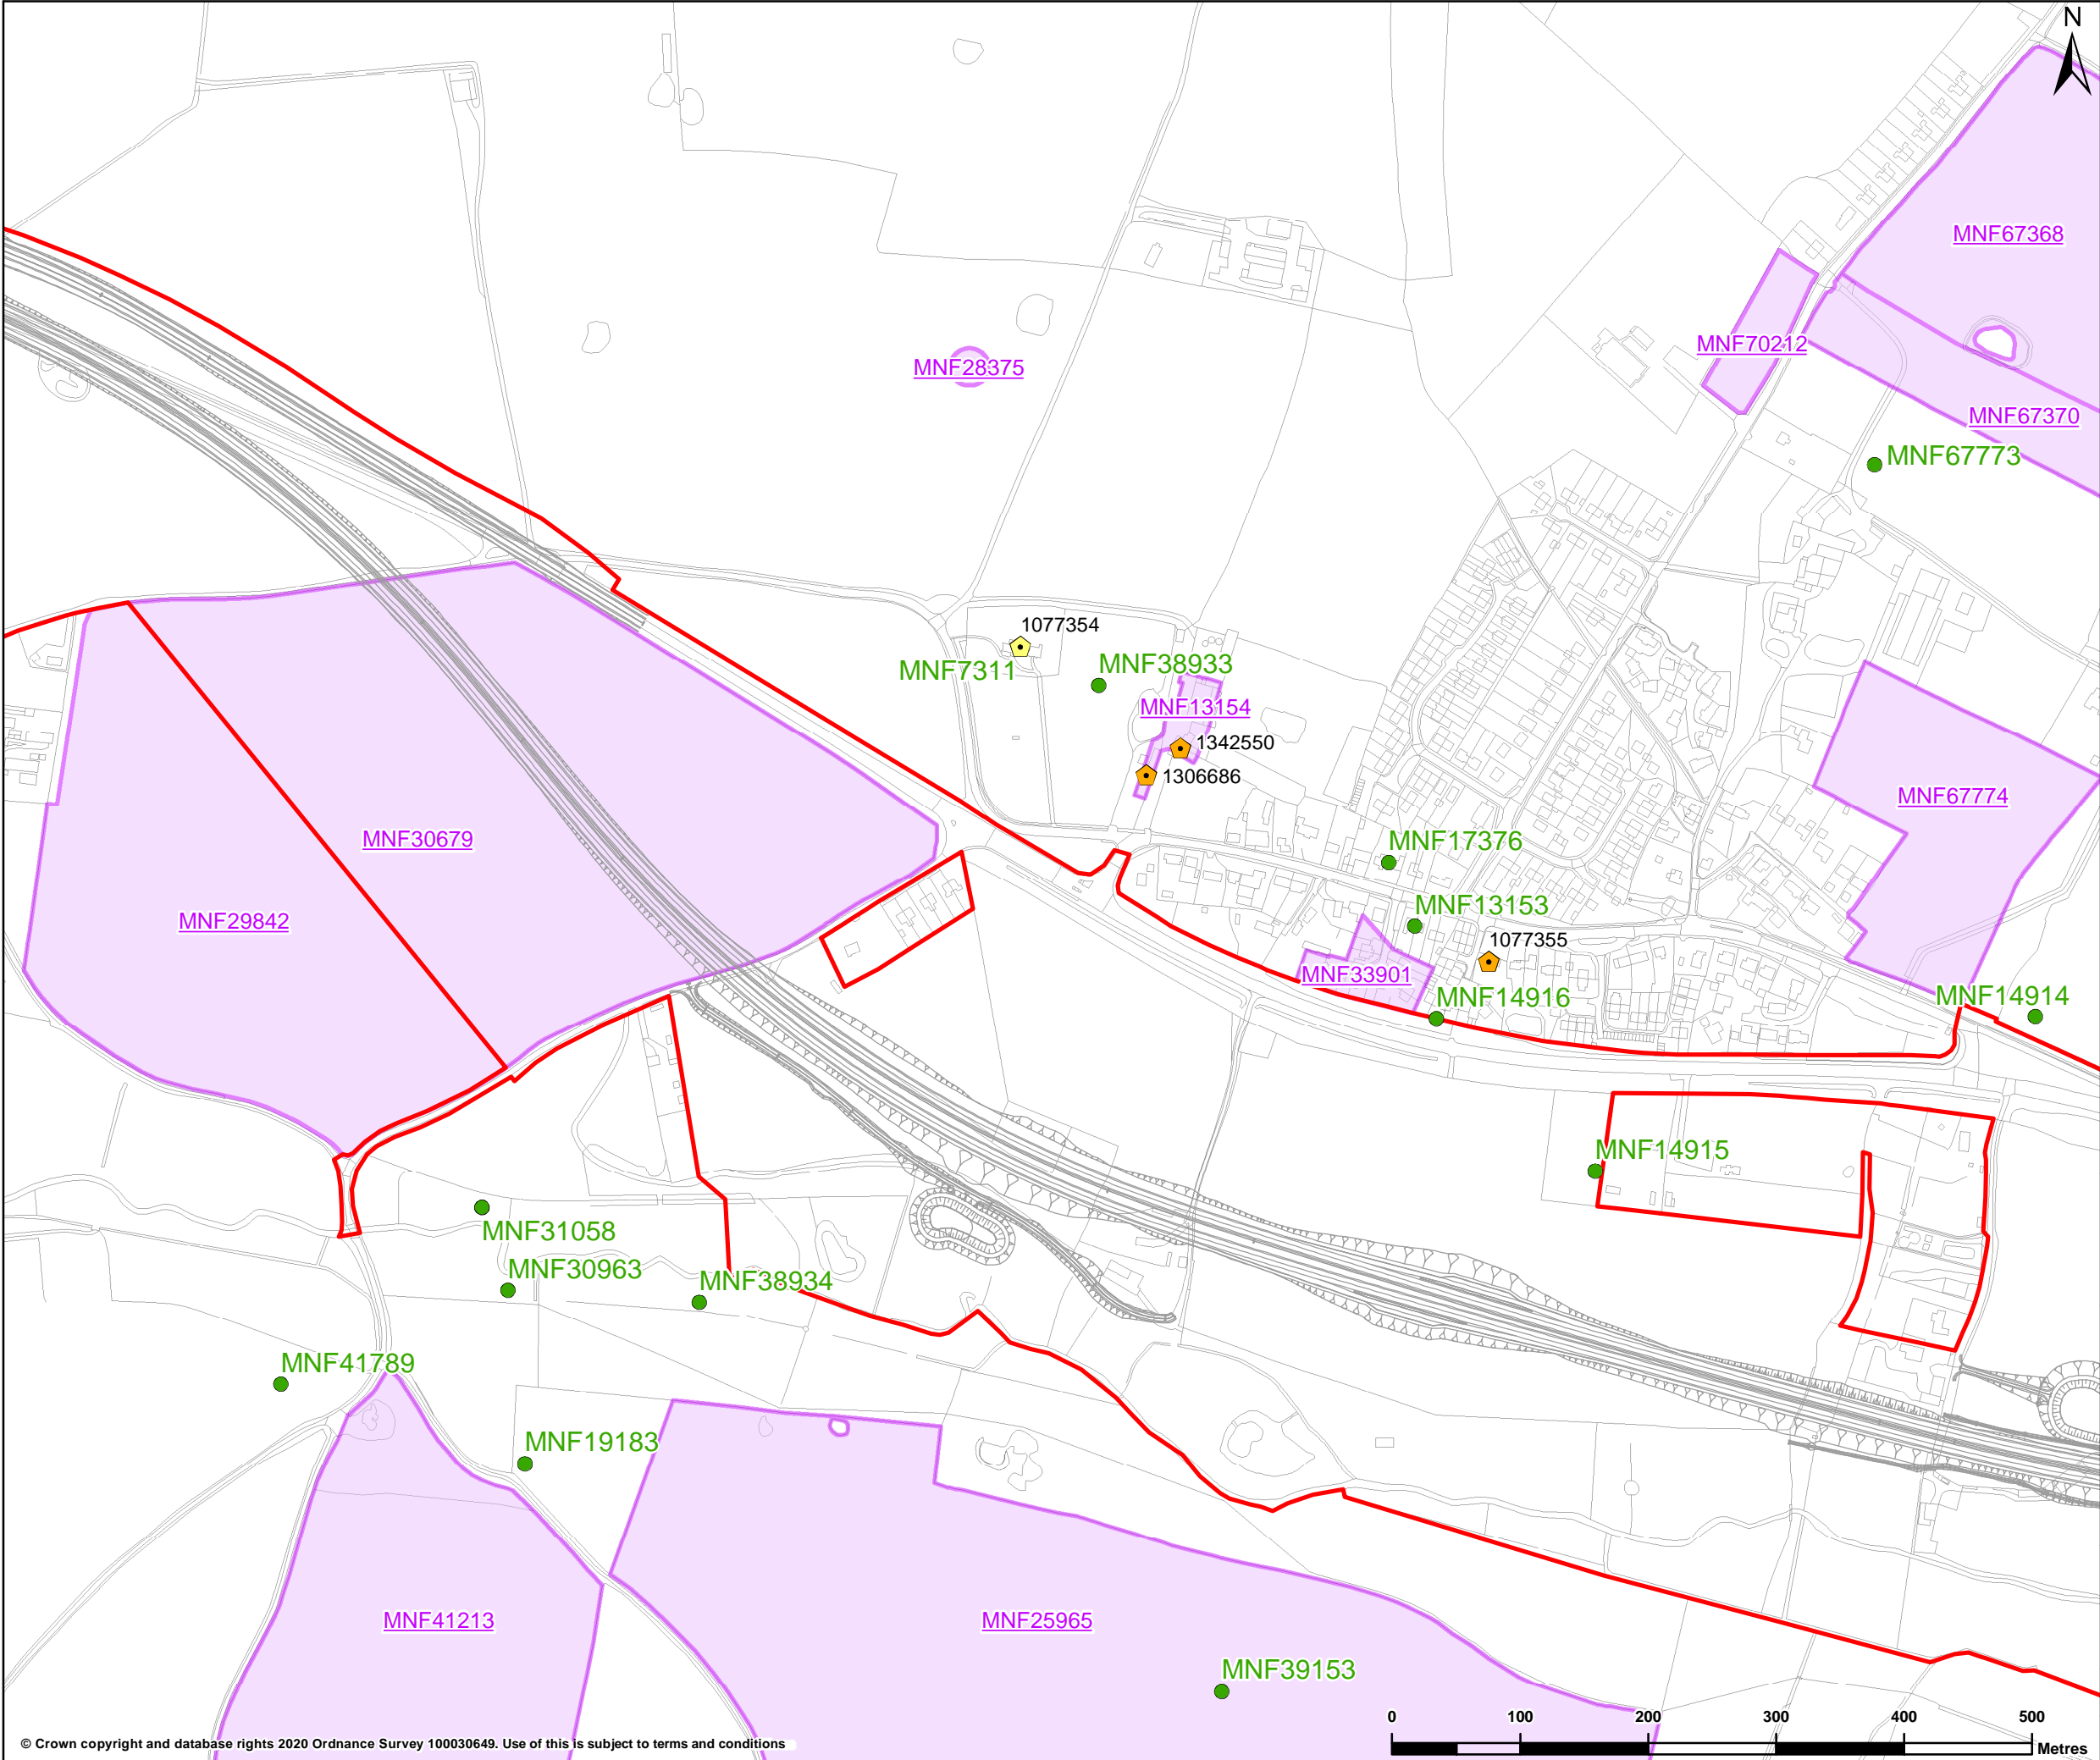 N
MNF67368
MNF70212
MNF28375
MNF67370
MNF67773
1077354
MNF7311
MNF38933
MNF13154
1342550
1306686
MNF67774
MNF30679
MNF17376
MNF29842
MNF13153
1077355
MNF33901
MNF14916
MNF14914
MNF14915
MNF31058
MNF30963
MNF38934
MNF41789
MNF19183
MNF41213
MNF25965
MNF39153
0 100 200 300 400 500
Metres
© Crown copyright and database rights 2020 Ordnance Survey 100030649. Use of this is subject to terms and conditions